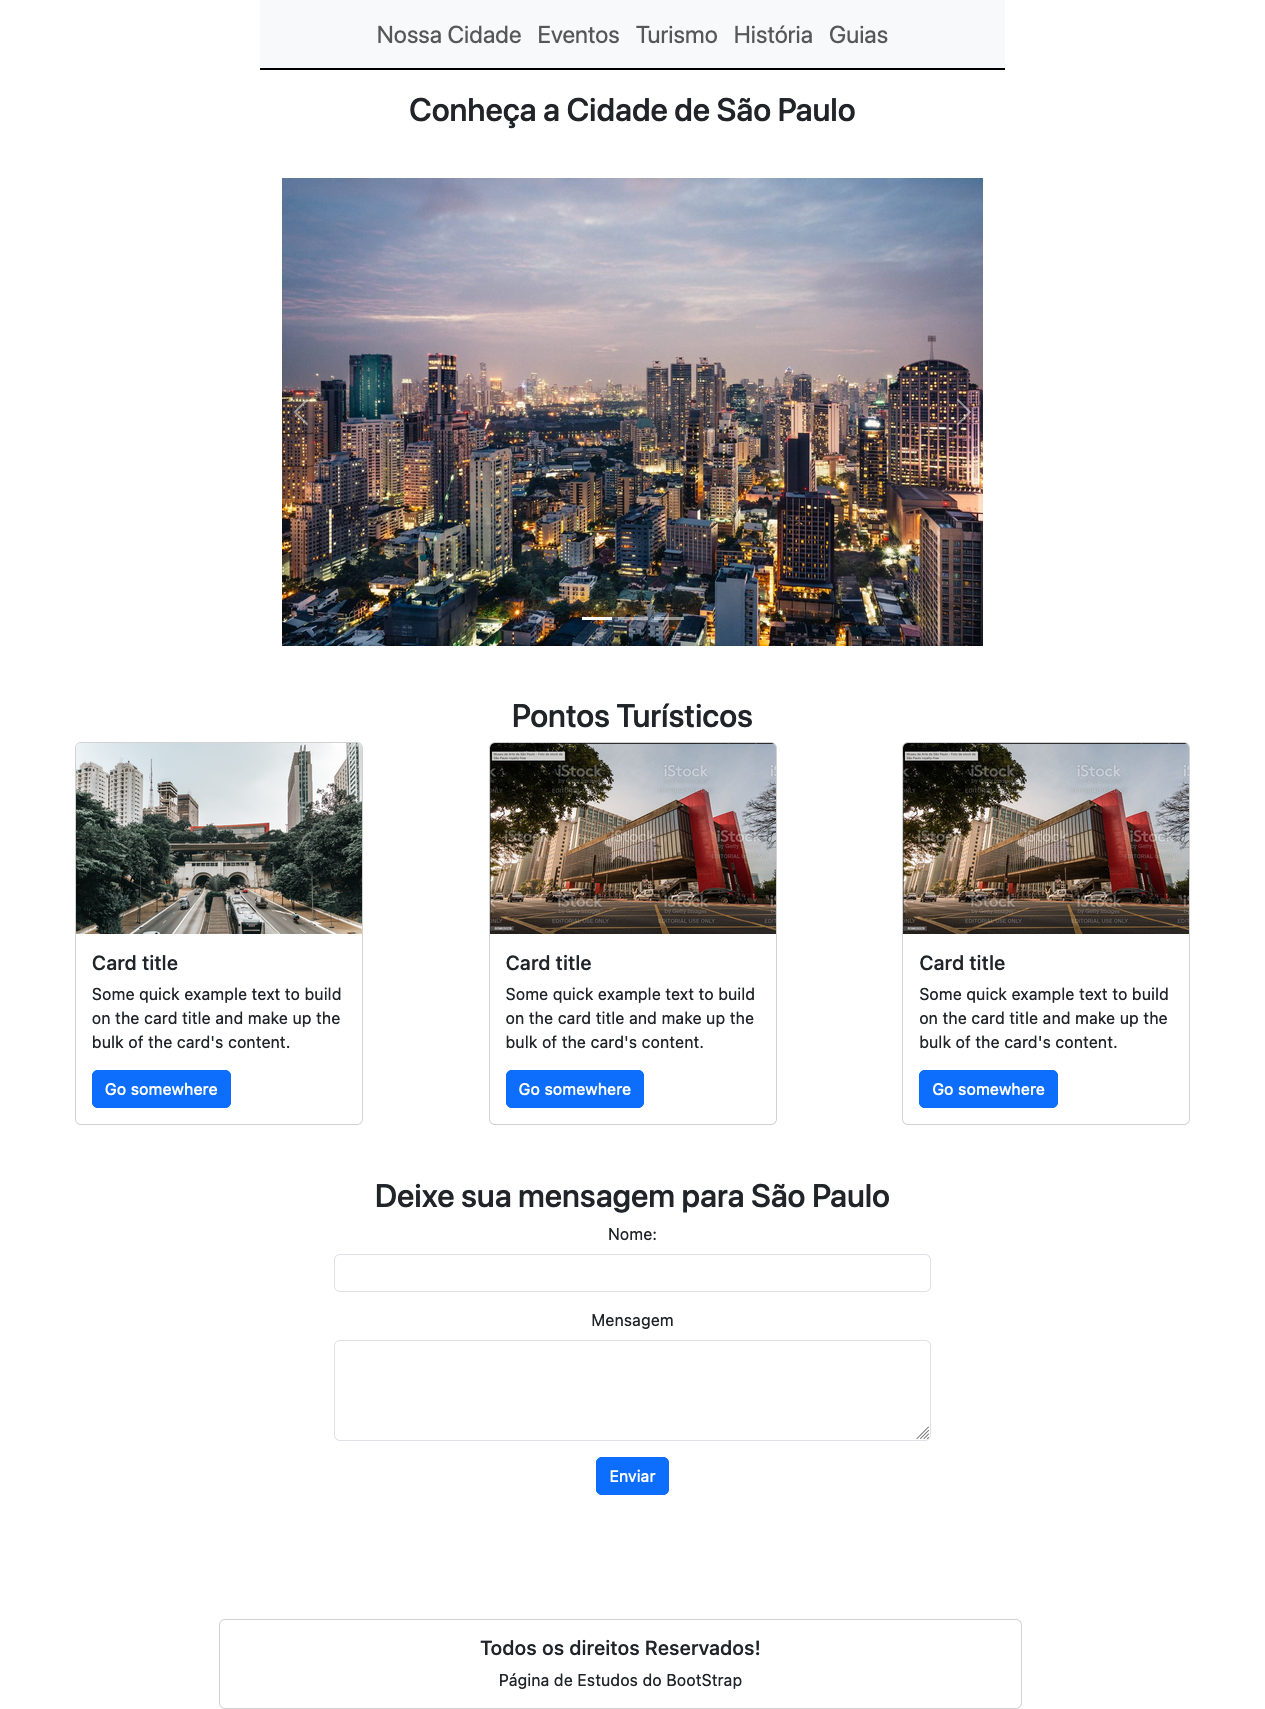 Nossa Cidade Eventos Turismo História Guias
Conheça a Cidade de São Paulo
Pontos Turísticos
iStock
iStock
Card title
Some quick example text to build
on the card title and make up the
bulk of the card's content.
Go somewhere
Card title
Some quick example text to build
on the card title and make up the
bulk of the card's content.
Go somewhere
Card title
Some quick example text to build
on the card title and make up the
bulk of the card's content.
Go somewhere
Deixe sua mensagem para São Paulo
Nome:
Mensagem
Enviar
Todos os direitos Reservados!
Página de Estudos do BootStrap